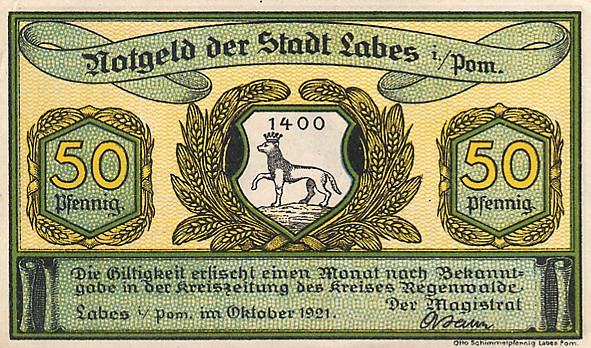 Notgeld der Stadt Labes i./Pom.
1400
50
Pfennig
50
Pfennig
Die Giltigkeit erlischt einen Monat nach Bekannt-
gabe in der Kreiszeitung des Kreises Regenwalde.
Labes i/Pom. im Oktober 1921.
Der Magistrat
Otto Schimmelpfennig Labes Pom.